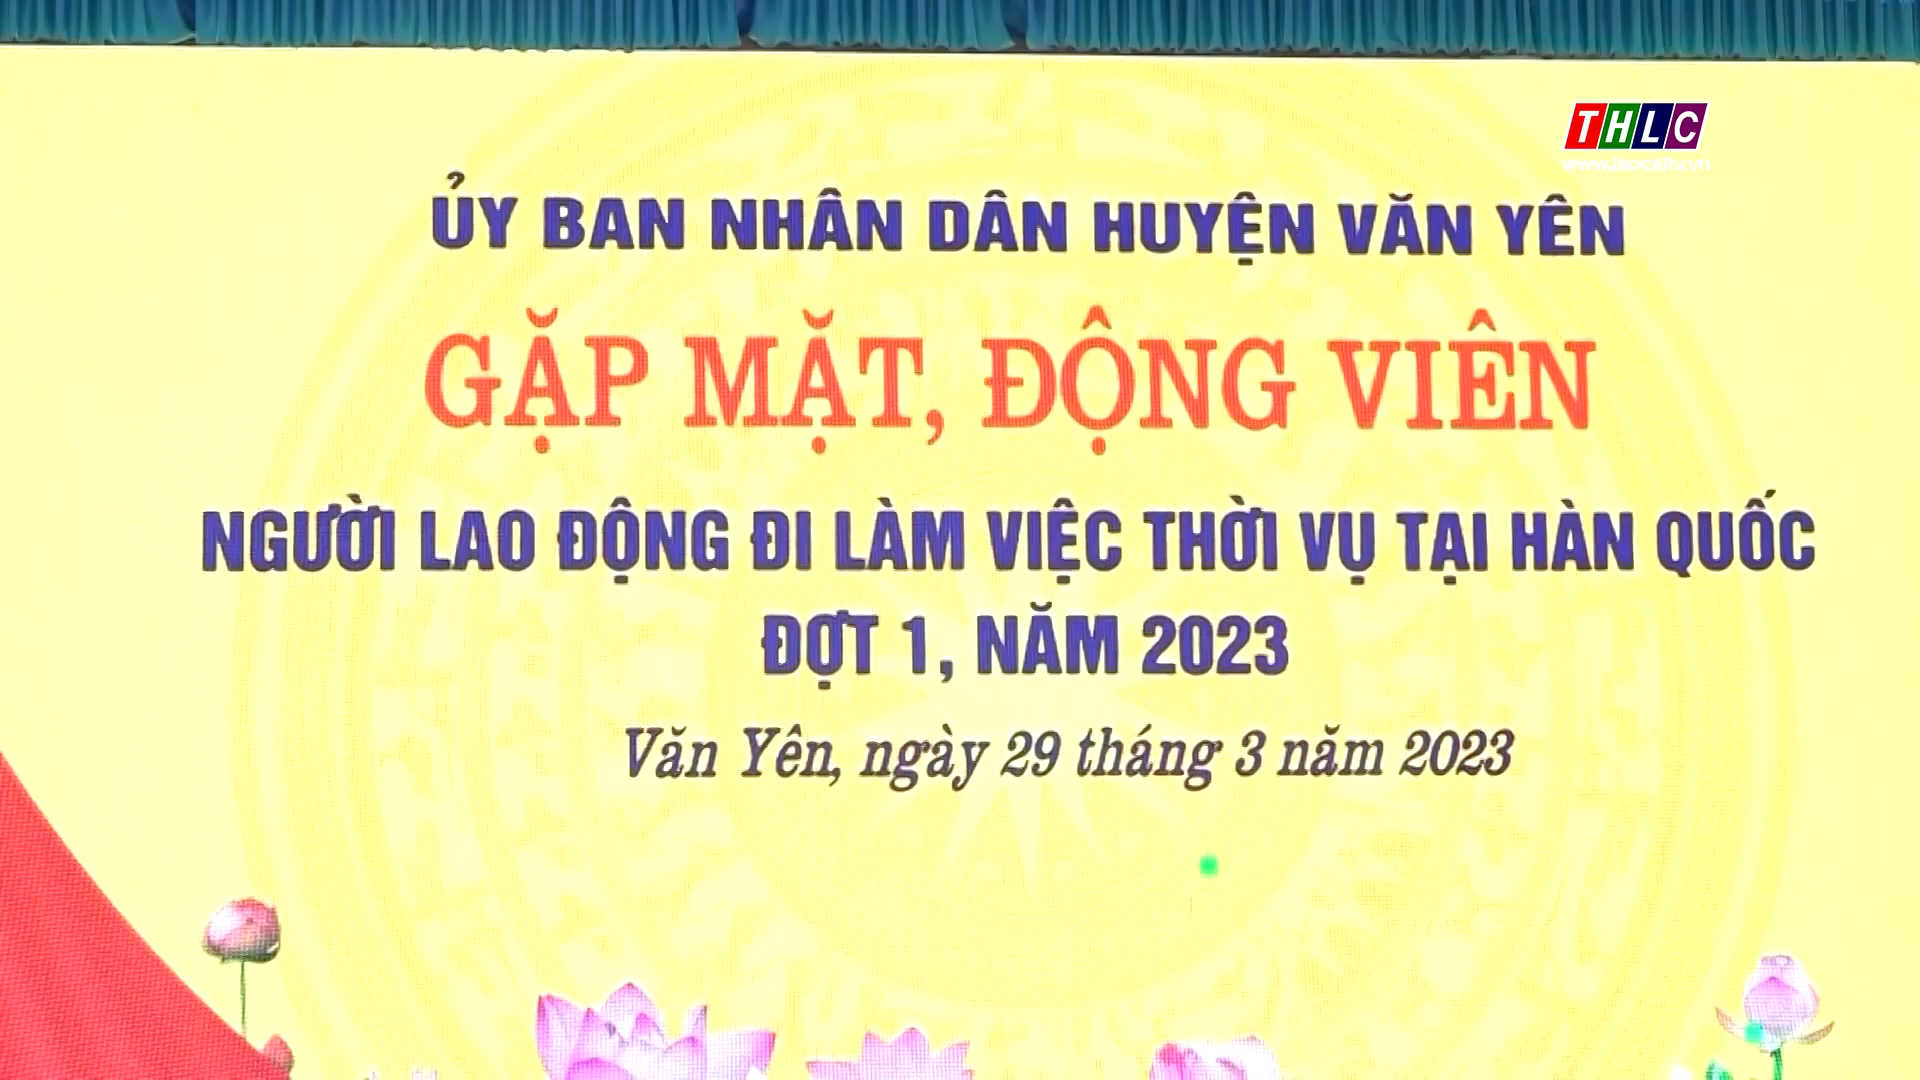 THLC
ỦY BAN NHÂN DÂN HUYỆN VĂN YÊN
GẶP MẶT, ĐỘNG VIÊN
NGƯỜI LAO ĐỘNG ĐI LÀM VIỆC THỜI VỤ TẠI HÀN QUỐC
ĐỢT 1, NĂM 2023
Văn Yên, ngày 29 tháng 3 năm 2023